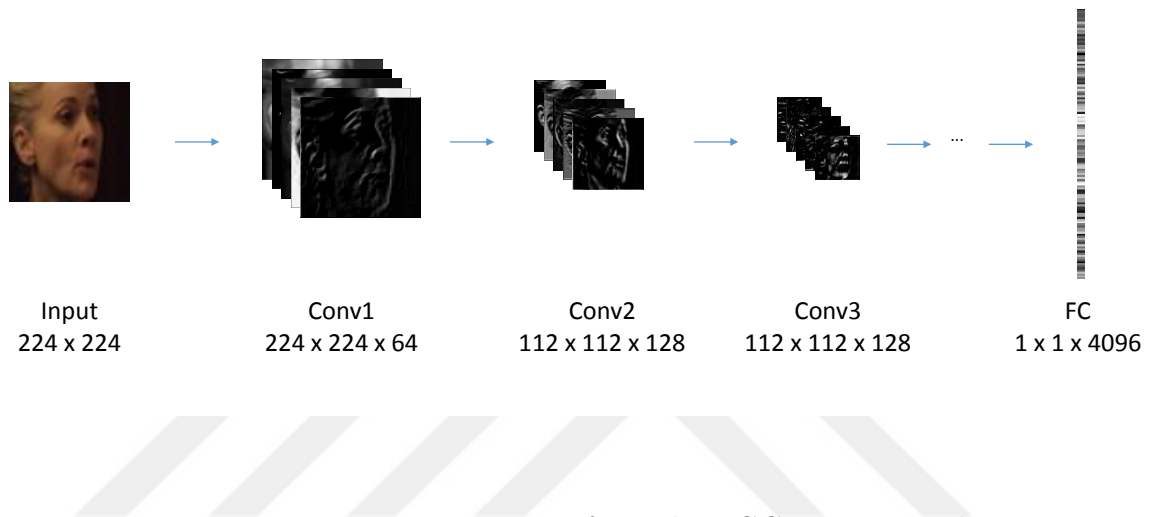 ...
Input
224 x 224
Conv1
224 x 224 x 64
Conv2
112 x 112 x 128
Conv3
112 x 112 x 128
FC
1 x 1 x 4096